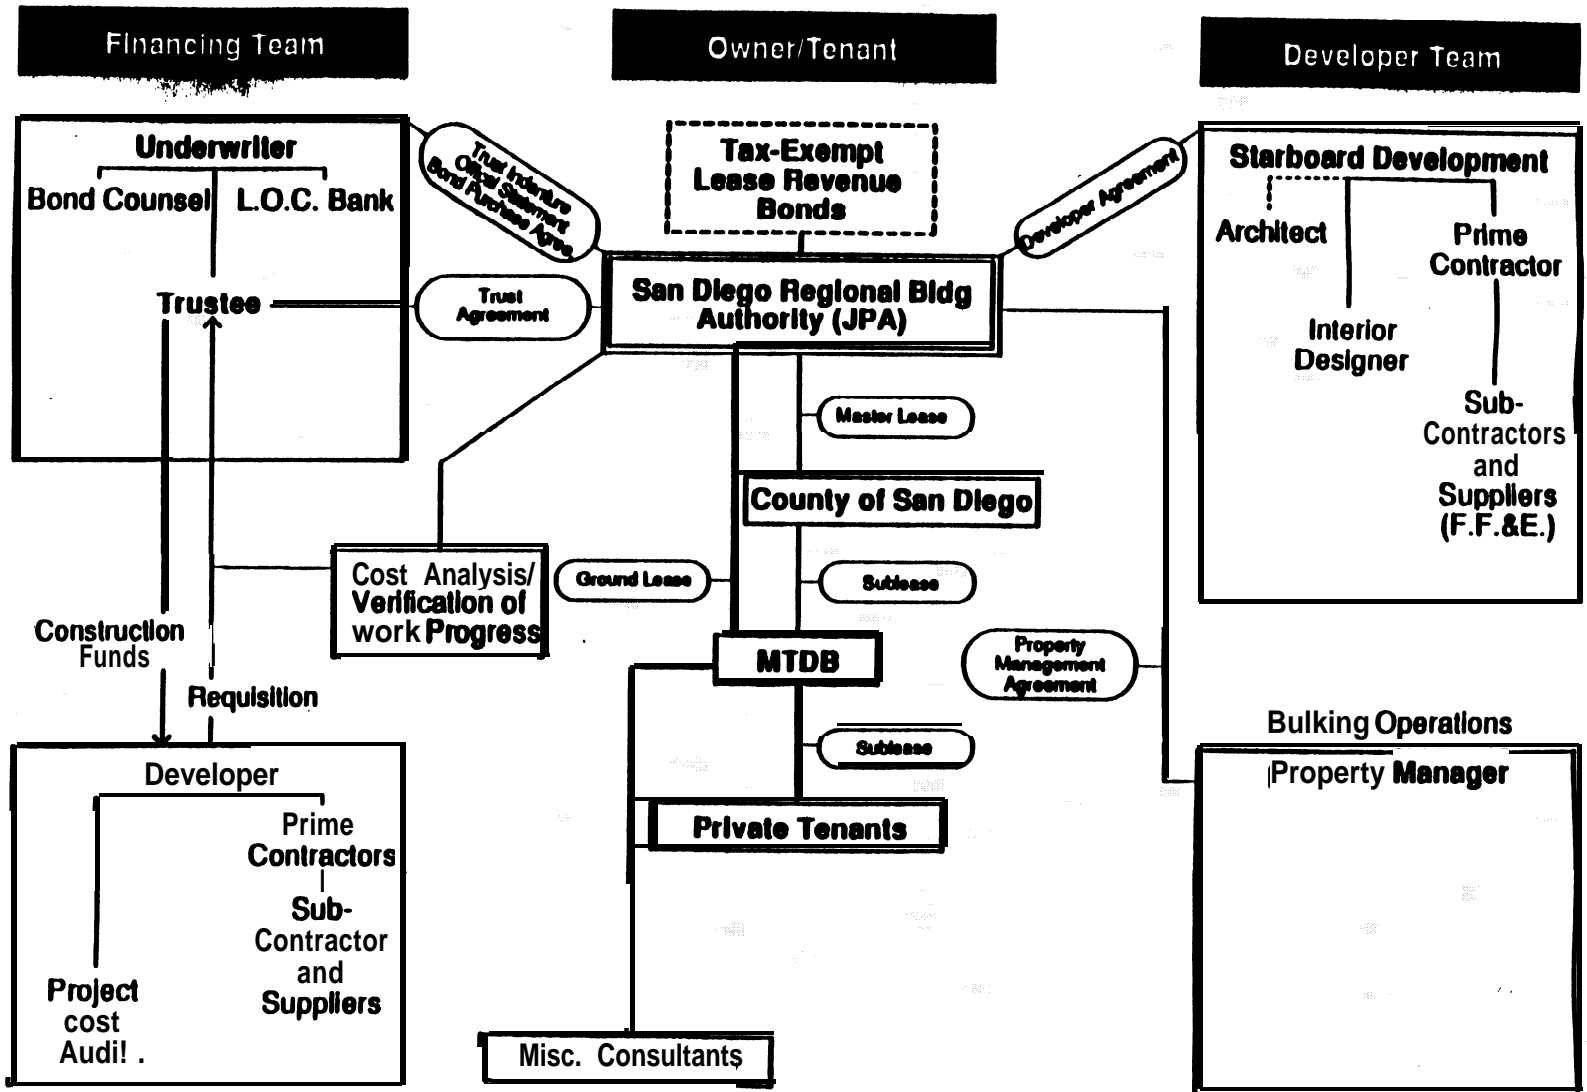 Financing Team
Owner/Tenant
Developer Team
Underwriter
Bond Counsel
L.O.C. Bank
Trustee
Trust Indenture
Official Statement
Bond Purchase Agree
Trust
Agreement
Tax-Exempt
Lease Revenue
Bonds
San Diego Regional Bldg
Authority (JPA)
Developer Agreement
Starboard Development
Architect
Prime
Contractor
Interior
Designer
Sub-
Contractors
and
Suppliers
(F.F.&E.)
Master Lease
County of San Diego
Ground Lease
Sublease
Cost Analysis/
Verification of
work Progress
MTDB
Property
Management
Agreement
Construction
Funds
Requisition
Sublease
Private Tenants
Bulking Operations
Property Manager
Developer
Prime
Contractors
Sub-
Contractor
and
Suppliers
Project
cost
Audi! .
Misc. Consultants